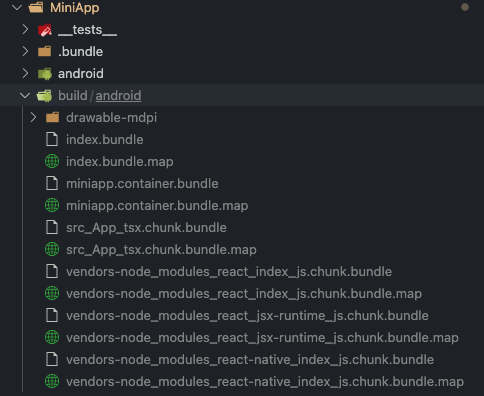 MiniApp
__tests__
.bundle
android
build/android
drawable-mdpi
index.bundle
index.bundle.map
miniapp.container.bundle
miniapp.container.bundle.map
src_App_tsx.chunk.bundle
src_App_tsx.chunk.bundle.map
vendors-node_modules_react_index_js.chunk.bundle
vendors-node_modules_react_index_js.chunk.bundle.map
vendors-node_modules_react_jsx-runtime_js.chunk.bundle
vendors-node_modules_react_jsx-runtime_js.chunk.bundle.map
vendors-node_modules_react-native_index_js.chunk.bundle
vendors-node_modules_react-native_index_js.chunk.bundle.map